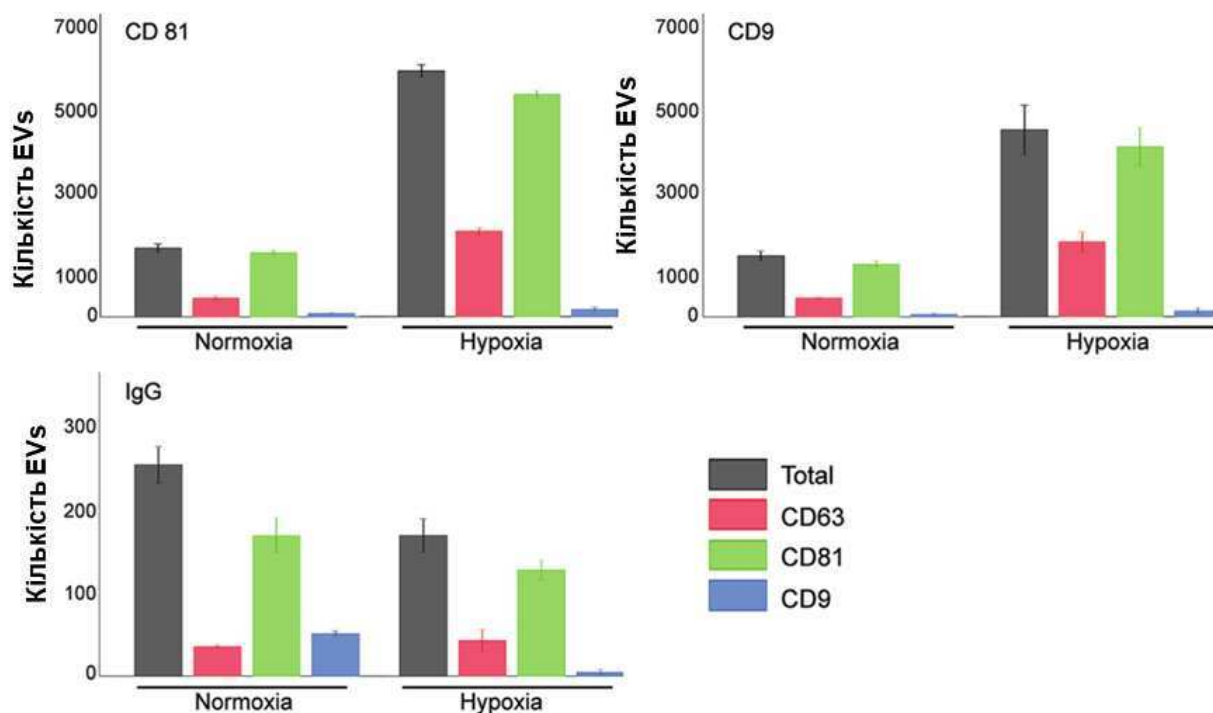 CD 81
Кількість EVs
7000
5000
3000
1000
0
Normoxia
Hypoxia
CD9
Кількість EVs
7000
5000
3000
1000
0
Normoxia
Hypoxia
IgG
Кількість EVs
300
200
100
0
Normoxia
Hypoxia
Total
CD63
CD81
CD9